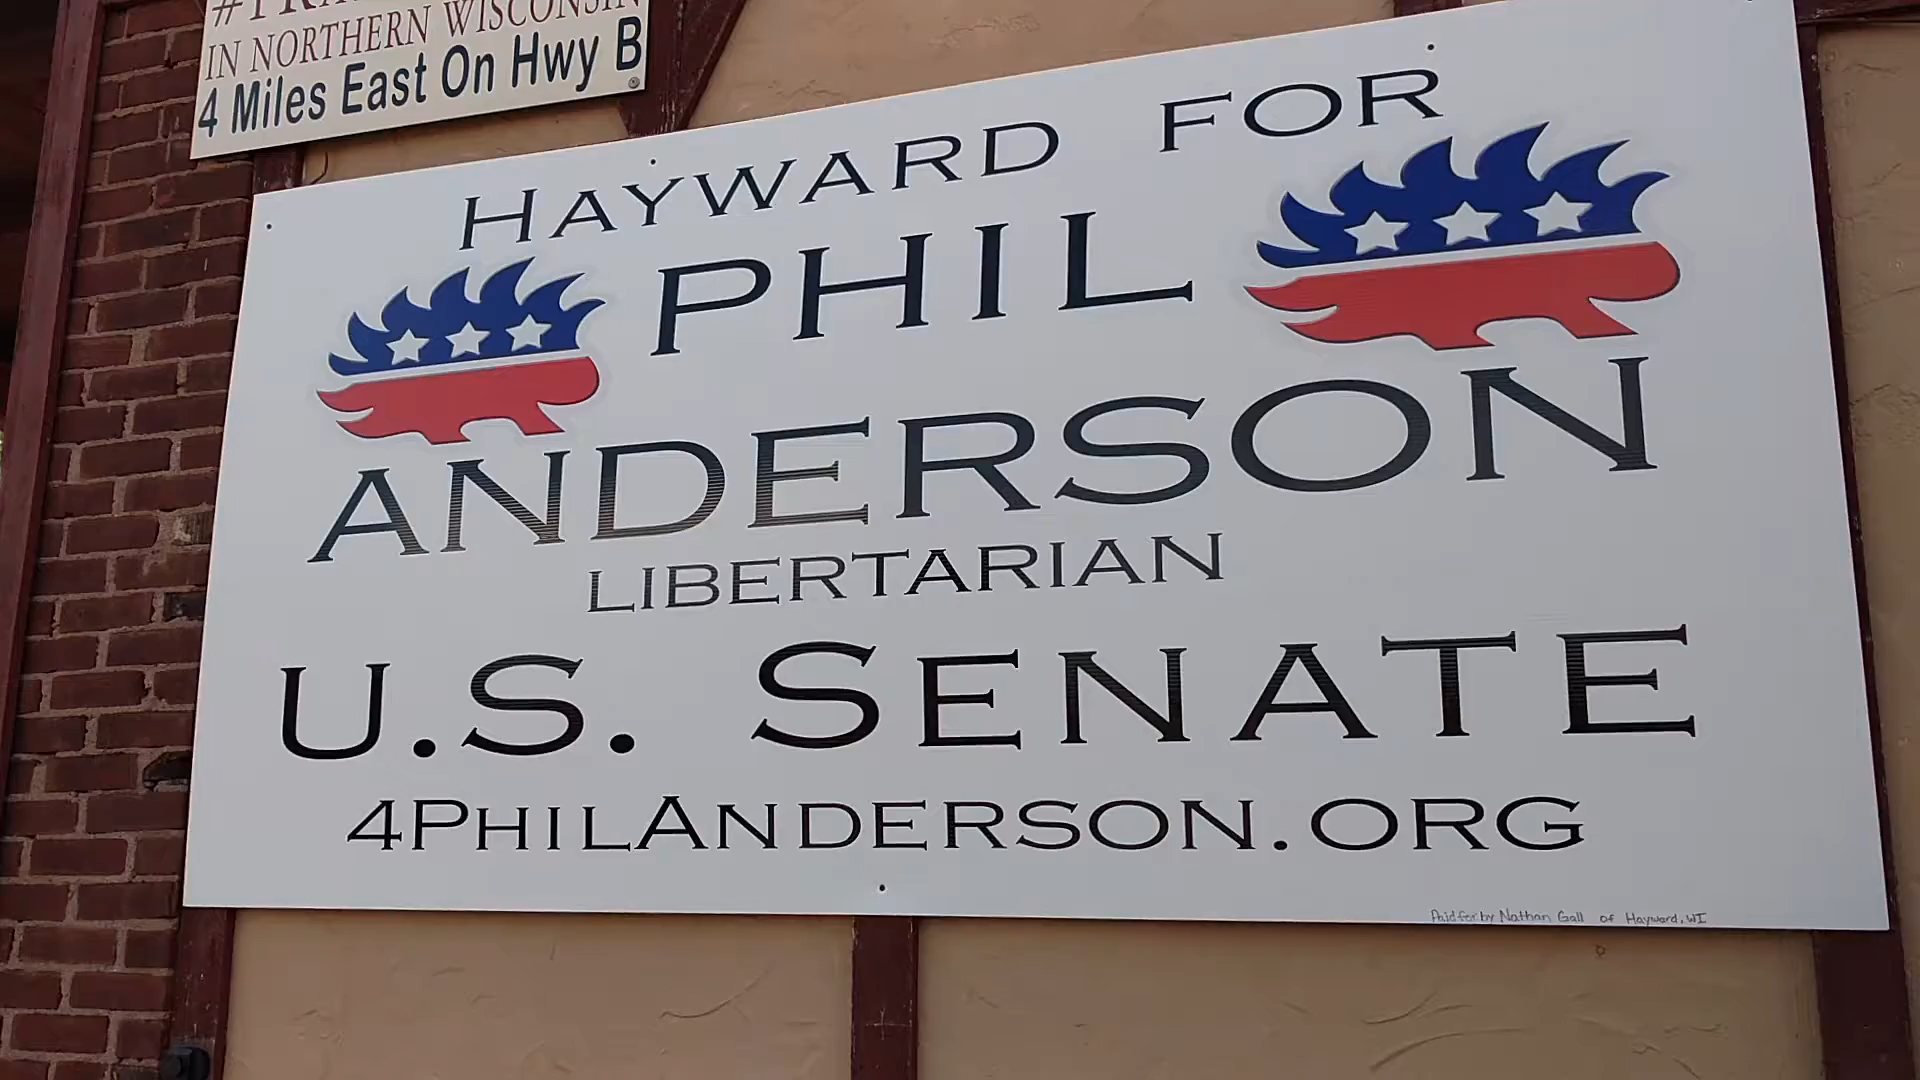 IN NORTHERN WISCONSIN
4 Miles East On Hwy B
HAYWARD FOR
PHIL
ANDERSON
LIBERTARIAN
U.S. SENATE
4PHILANDERSON.ORG
Paid for by Nathan Gall of Hayward, WI